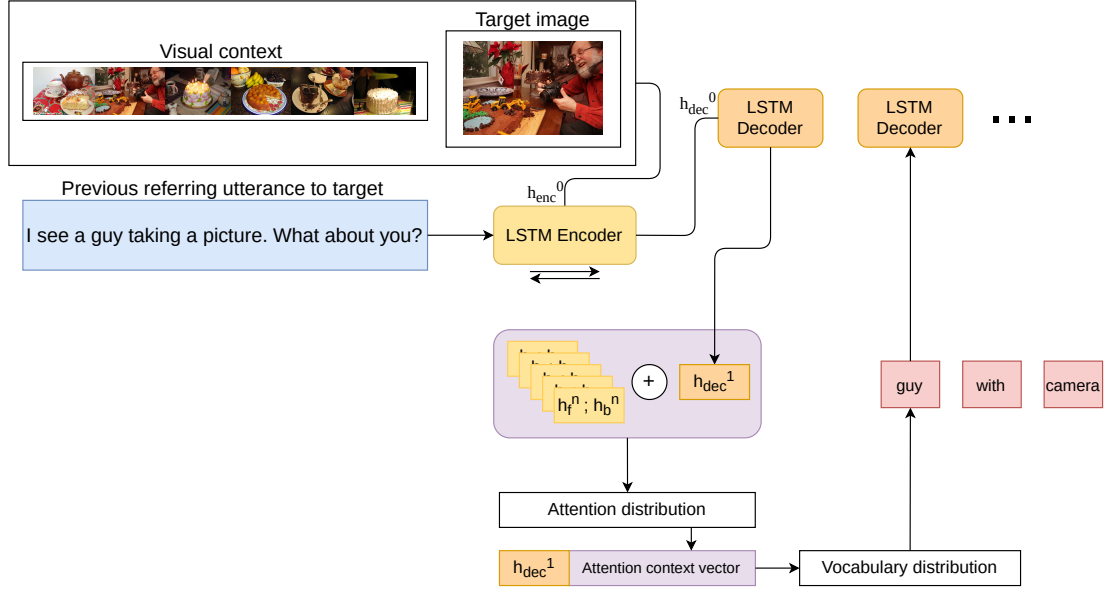 Target image
Visual context
h_dec^0
LSTM
Decoder
LSTM
Decoder
...
Previous referring utterance to target
h_enc^0
I see a guy taking a picture. What about you?
LSTM Encoder
h_f^n ; h_b^n
+
h_dec^1
guy
with
camera
Attention distribution
h_dec^1
Attention context vector
Vocabulary distribution